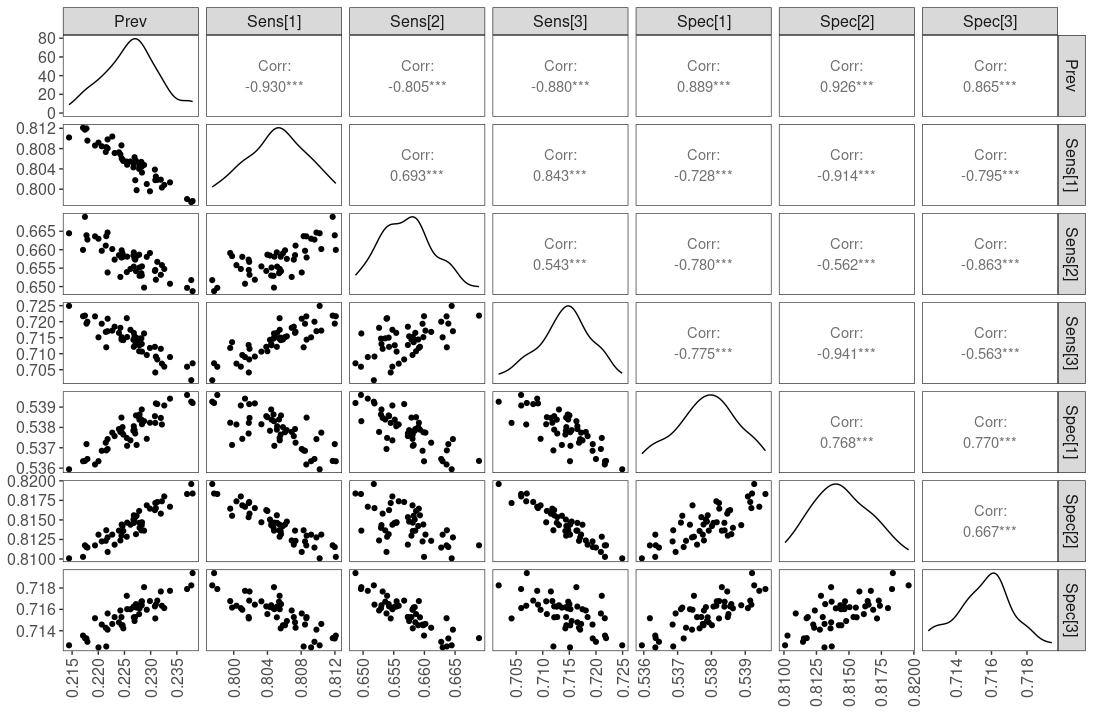 Prev Sens[1] Sens[2] Sens[3] Spec[1] Spec[2] Spec[3]
80
60
40
20
0
Corr:
-0.930***
Corr:
-0.805***
Corr:
-0.880***
Corr:
0.889***
Corr:
0.926***
Corr:
0.865***
Prev
0.812
0.808
0.804
0.800
Corr:
0.693***
Corr:
0.843***
Corr:
-0.728***
Corr:
-0.914***
Corr:
-0.795***
Sens[1]
0.665
0.660
0.655
0.650
Corr:
0.543***
Corr:
-0.780***
Corr:
-0.562***
Corr:
-0.863***
Sens[2]
0.725
0.720
0.715
0.710
0.705
Corr:
-0.775***
Corr:
-0.941***
Corr:
-0.563***
Sens[3]
0.539
0.538
0.537
0.536
Corr:
0.768***
Corr:
0.770***
Spec[1]
0.8200
0.8175
0.8150
0.8125
0.8100
Corr:
0.667***
Spec[2]
0.718
0.716
0.714
Spec[3]
0.215 0.220 0.225 0.230 0.235
0.800 0.804 0.808 0.812
0.650 0.655 0.660 0.665
0.705 0.710 0.715 0.720 0.725
0.536 0.537 0.538 0.539
0.8100 0.8125 0.8150 0.8175 0.8200
0.714 0.716 0.718